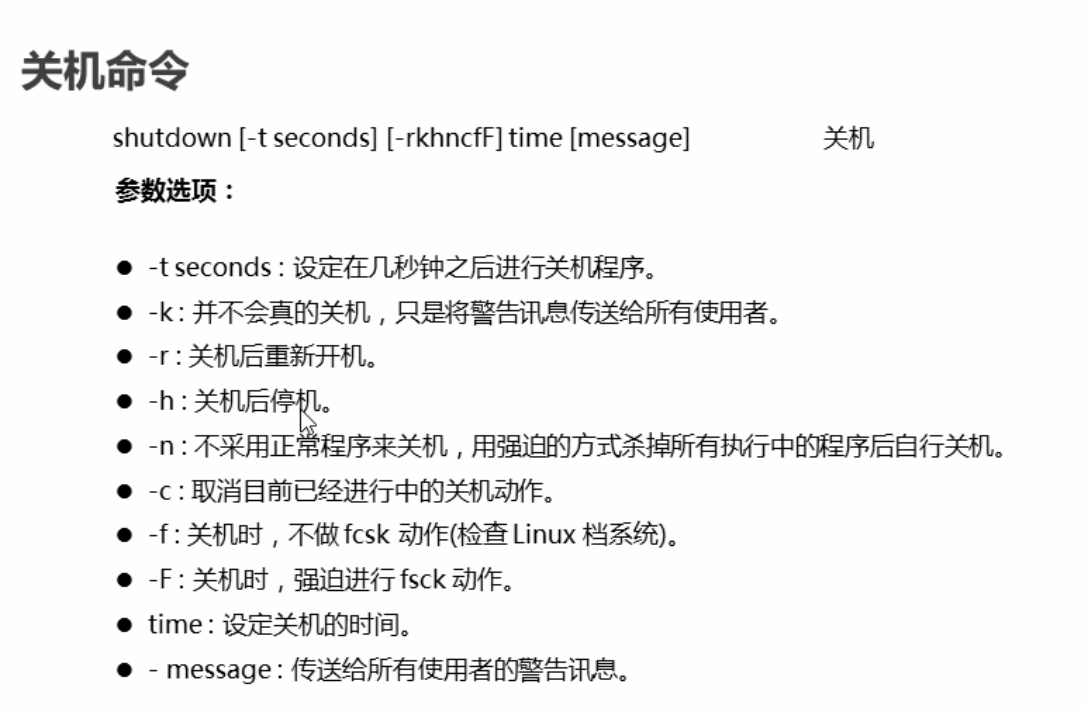 关机命令
shutdown [-t seconds] [-rkhncfF] time [message] 关机
参数选项：
● -t seconds : 设定在几秒钟之后进行关机程序。
● -k : 并不会真的关机，只是将警告讯息传送给所有使用者。
● -r : 关机后重新开机。
● -h : 关机后停机。
● -n : 不采用正常程序来关机，用强迫的方式杀掉所有执行中的程序后自行关机。
● -c : 取消目前已经进行中的关机动作。
● -f : 关机时，不做 fcsk 动作(检查 Linux 档系统)。
● -F : 关机时，强迫进行 fsck 动作。
● time : 设定关机的时间。
● - message : 传送给所有使用者的警告讯息。